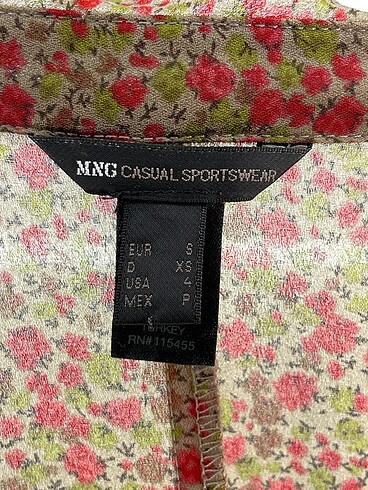 MNG CASUAL SPORTSWEAR
EUR S
D XS
USA 4
MEX P
TURKEY
RN#115455